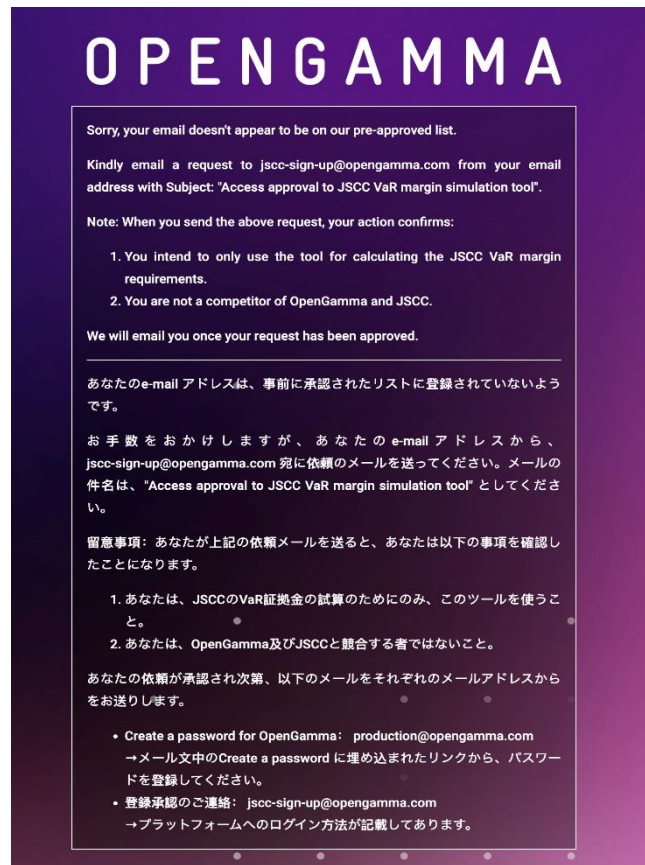 OPENGAMMA
Sorry, your email doesn't appear to be on our pre-approved list.
Kindly email a request to jscc-sign-up@opengamma.com from your email
address with Subject: "Access approval to JSCC VaR margin simulation tool".
Note: When you send the above request, your action confirms:
1. You intend to only use the tool for calculating the JSCC VaR margin
requirements.
2. You are not a competitor of OpenGamma and JSCC.
We will email you once your request has been approved.
あなたのe-mail アドレスは、事前に承認されたリストに登録されていないよう
です。
お手数をおかけしますが、あなたの e-mail アドレスから、
jscc-sign-up@opengamma.com 宛に依頼のメールを送ってください。メールの
件名は、"Access approval to JSCC VaR margin simulation tool" としてくださ
い。
留意事項：あなたが上記の依頼メールを送ると、あなたは以下の事項を確認し
たことになります。
1. あなたは、JSCCのVaR証拠金の試算のためにのみ、このツールを使うこ
と。
2. あなたは、OpenGamma及びJSCCと競合する者ではないこと。
あなたの依頼が承認され次第、以下のメールをそれぞれのメールアドレスから
をお送りします。
• Create a password for OpenGamma： production@opengamma.com
→メール文中のCreate a password に埋め込まれたリンクから、パスワー
ドを登録してください。
• 登録承認のご連絡： jscc-sign-up@opengamma.com
→プラットフォームへのログイン方法が記載してあります。